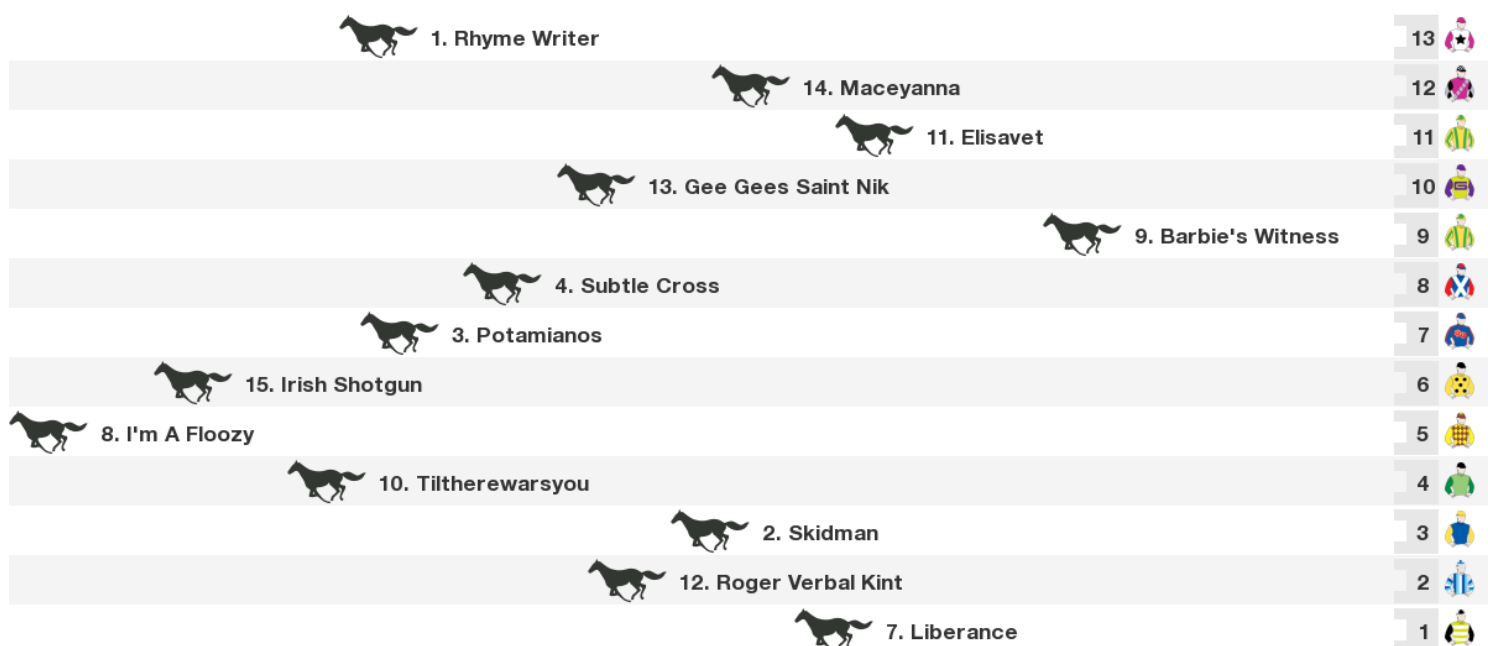 1. Rhyme Writer 13
14. Maceyanna 12
11. Elisavet 11
13. Gee Gees Saint Nik 10
9. Barbie's Witness 9
4. Subtle Cross 8
3. Potamianos 7
15. Irish Shotgun 6
8. I'm A Floozy 5
10. Tiltherewarsyou 4
2. Skidman 3
12. Roger Verbal Kint 2
7. Liberance 1